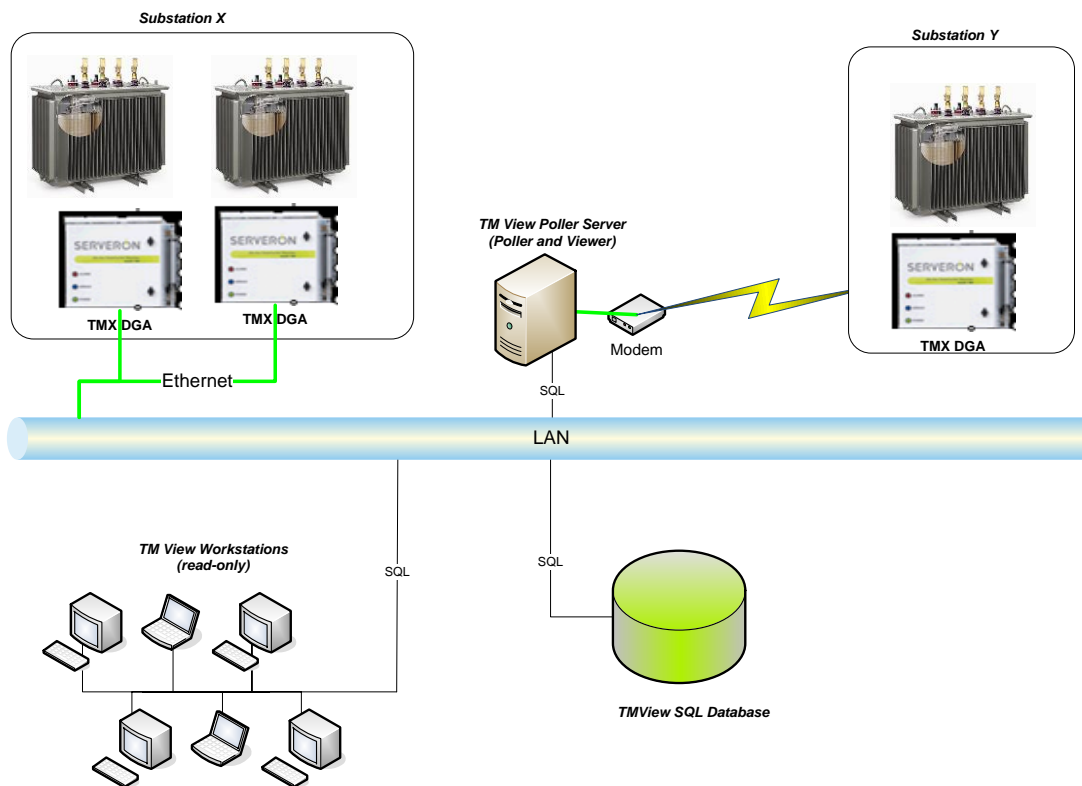 Substation X
Substation Y
SERVERON
SERVERON
TMX DGA
TMX DGA
Ethernet
TM View Poller Server
(Poller and Viewer)
Modem
SERVERON
TMX DGA
SQL
LAN
TM View Workstations
(read-only)
SQL
SQL
TMView SQL Database